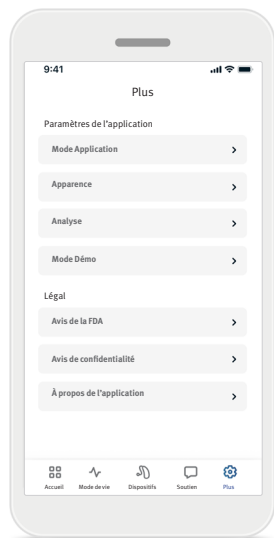 9:41
Plus
Paramètres de l'application
Mode Application
Apparence
Analyse
Mode Démo
Légal
Avis de la FDA
Avis de confidentialité
À propos de l'application
Accueil Mode de vie Dispositifs Soutien Plus